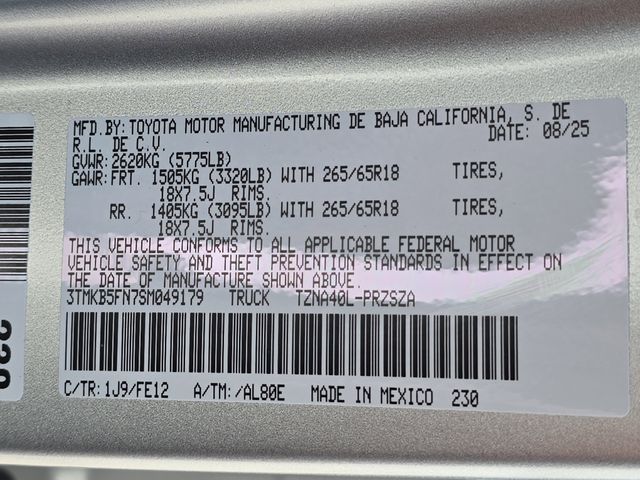 MFD.BY: TOYOTA MOTOR MANUFACTURING DE BAJA CALIFORNIA, S. DE
R.L. DE C.V. DATE: 08/25
GVWR: 2620KG (5775LB)
GAWR: FRT. 1505KG (3320LB) WITH 265/65R18 TIRES,
18X7.5J RIMS.
RR. 1405KG (3095LB) WITH 265/65R18 TIRES,
18X7.5J RIMS.
THIS VEHICLE CONFORMS TO ALL APPLICABLE FEDERAL MOTOR
VEHICLE SAFETY AND THEFT PREVENTION STANDARDS IN EFFECT ON
THE DATE OF MANUFACTURE SHOWN ABOVE.
3TMKB5FN7SM049179 TRUCK TZNA40L-PRZSZA
C/TR: 1J9/FE12 A/TM: /AL80E MADE IN MEXICO 230